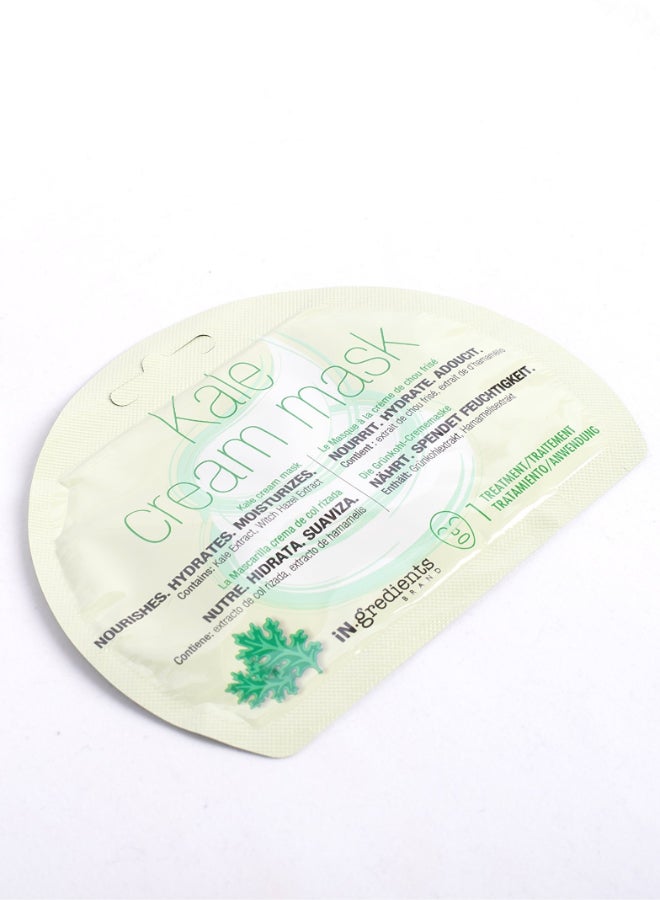 Kale
cream mask
Kale cream mask
NOURISHES. HYDRATES. MOISTURIZES.
Contains: Kale Extract, Witch Hazel Extract
La Mascarilla crema de col rizada
NUTRE. HIDRATA. SUAVIZA.
Contiene: extracto de col rizada, extracto de hamamelis
Le Masque à la crème de chou frisé
NOURRIT. HYDRATE. ADOUCIT.
Contient : extrait de chou frisé, extrait de d'hamamélis
Die Grünkohl-Crememaske
NÄHRT. SPENDET FEUCHTIGKEIT.
Enthält: Grünkohlextrakt, Hamamelisextrakt
1 TREATMENT/TRAITEMENT
TRATAMIENTO/ANWENDUNG
iN.gredients
BRAND